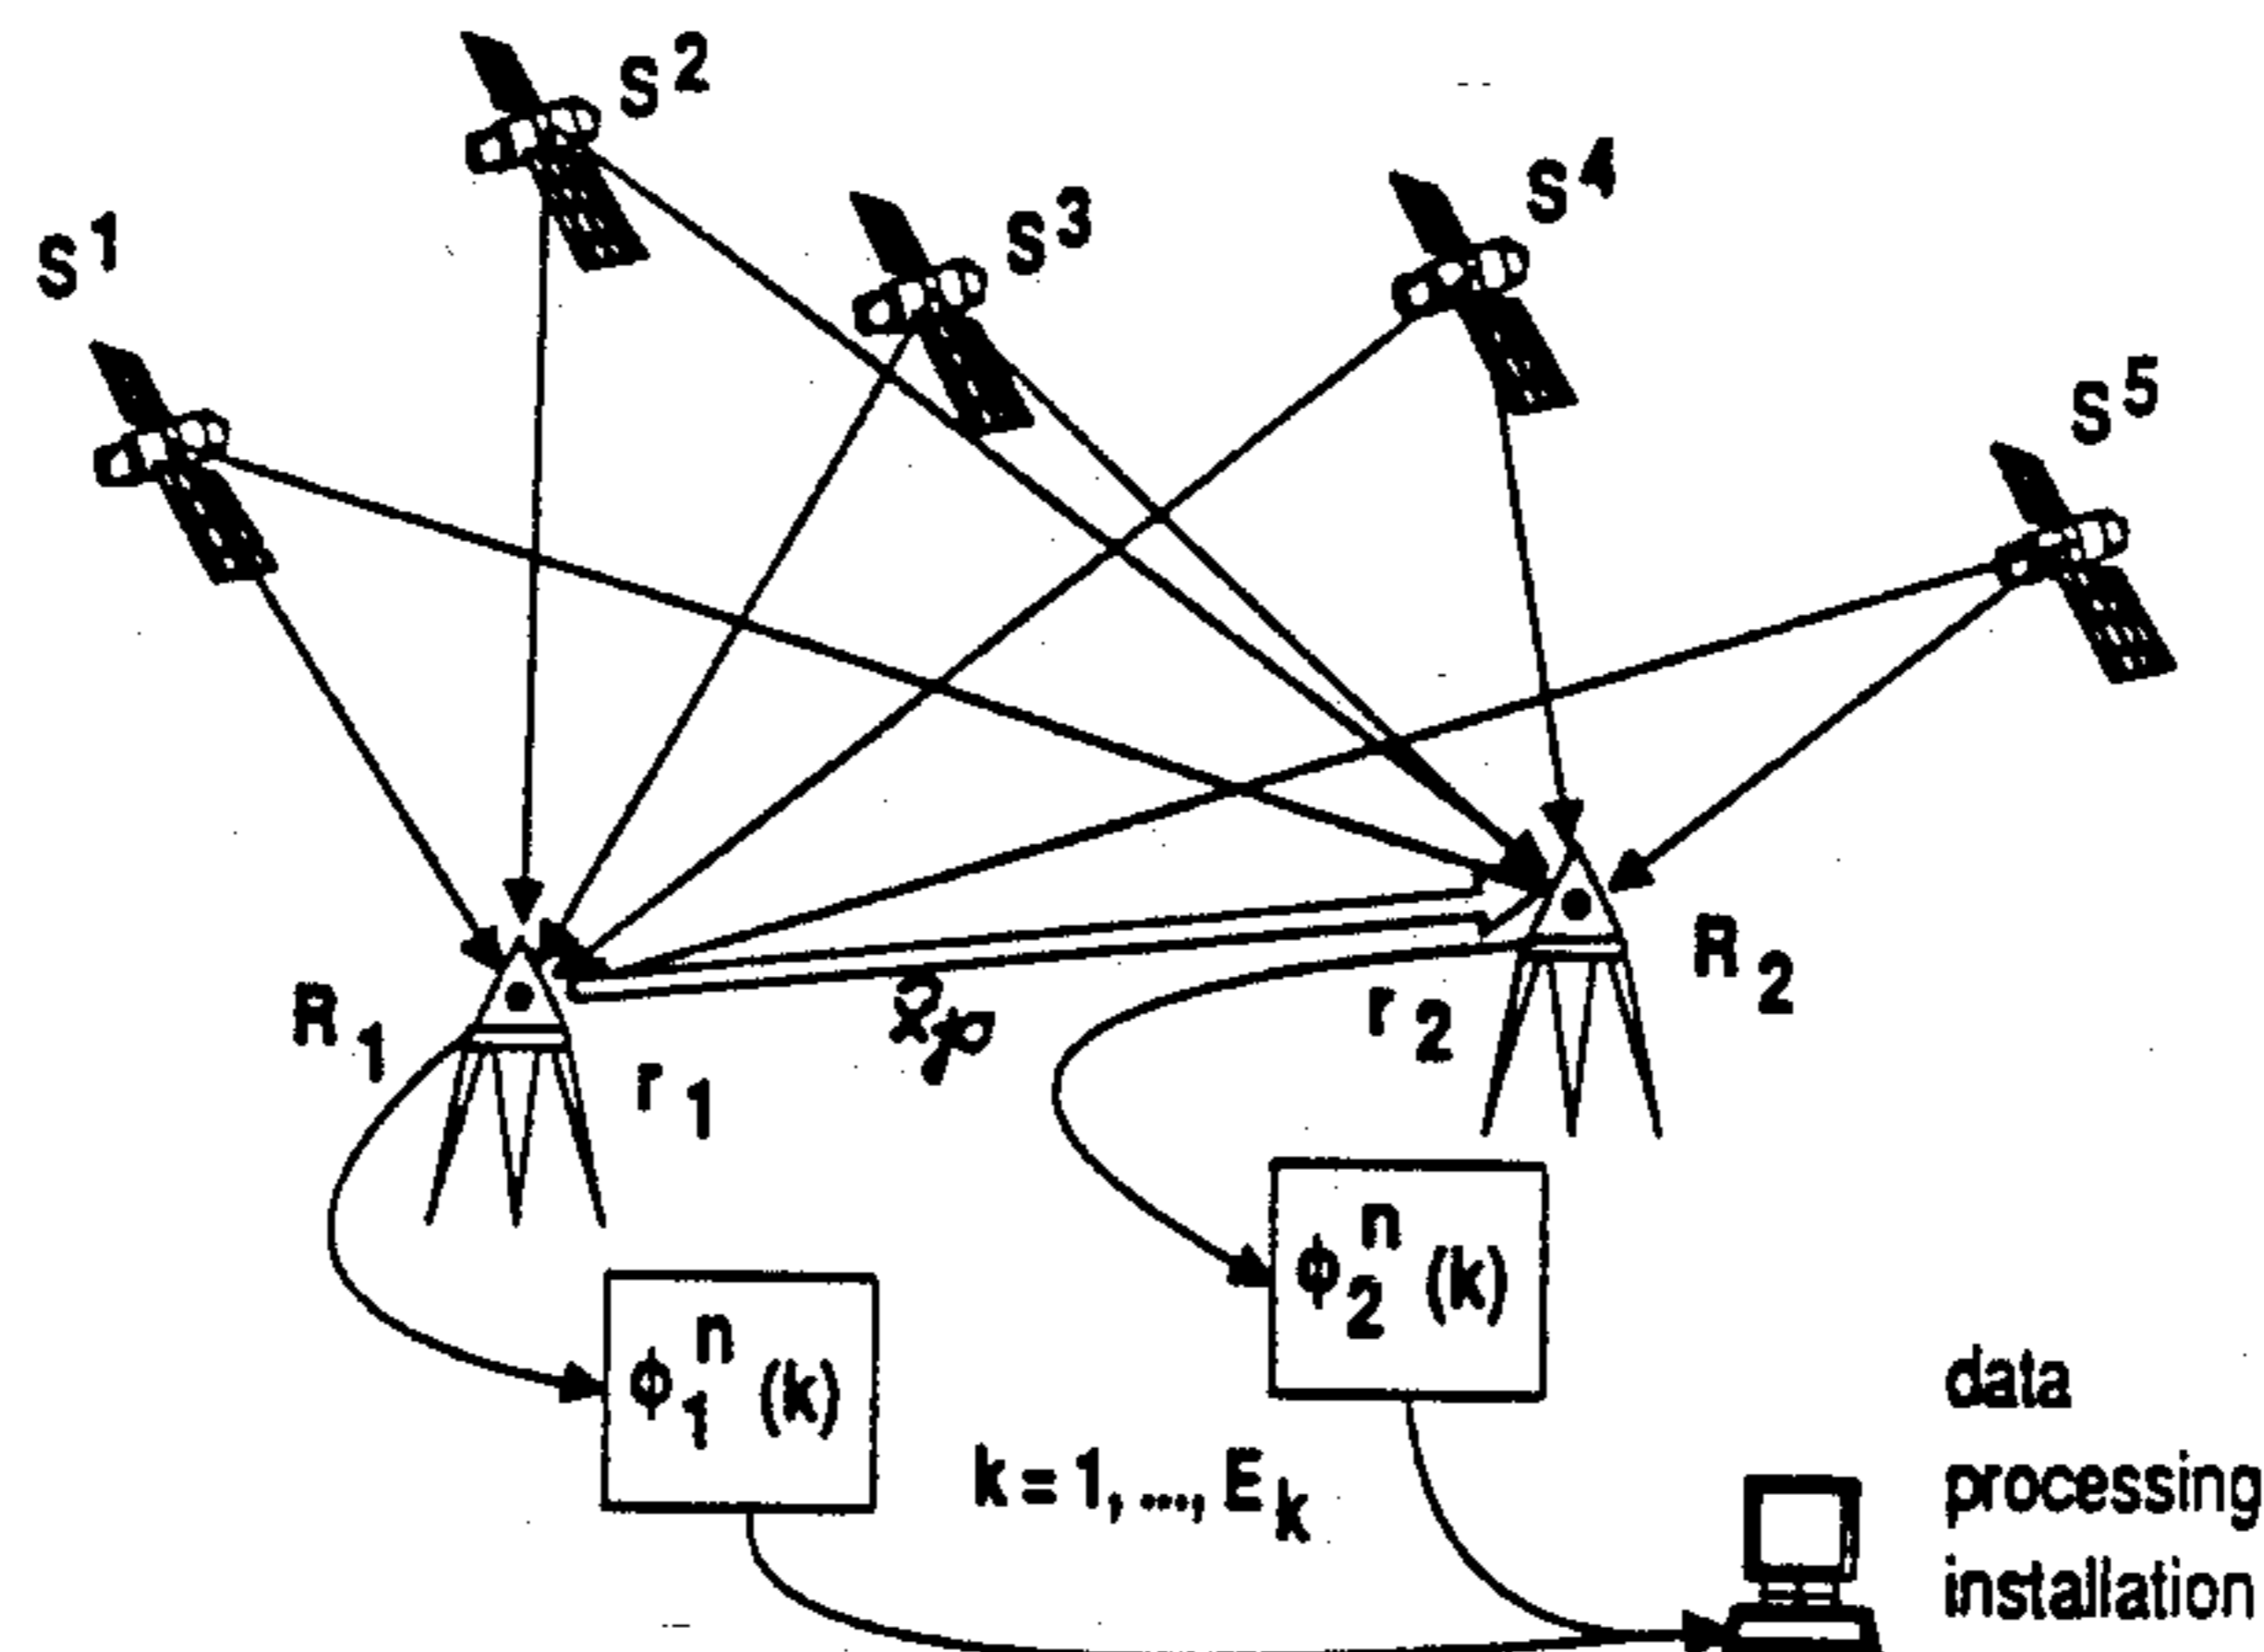 S²
S⁴
S³
S¹
S⁵
R₂
R₁
r₂
r₁
ϕ₂ⁿ (k)
ϕ₁ⁿ (k)
k = 1, ..., Eₖ
data
processing
installation